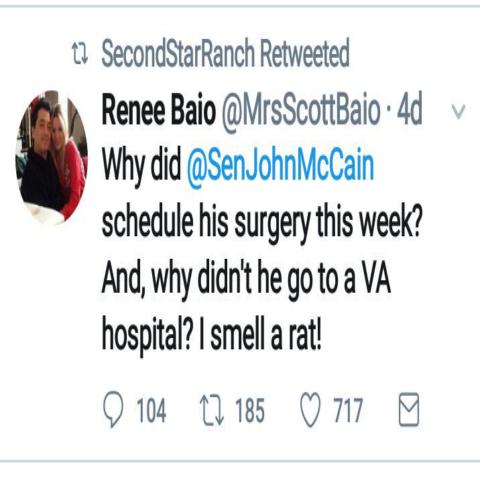 SecondStarRanch Retweeted
Renee Baio @MrsScottBaio · 4d
Why did @SenJohnMcCain
schedule his surgery this week?
And, why didn't he go to a VA
hospital? I smell a rat!
104 185 717